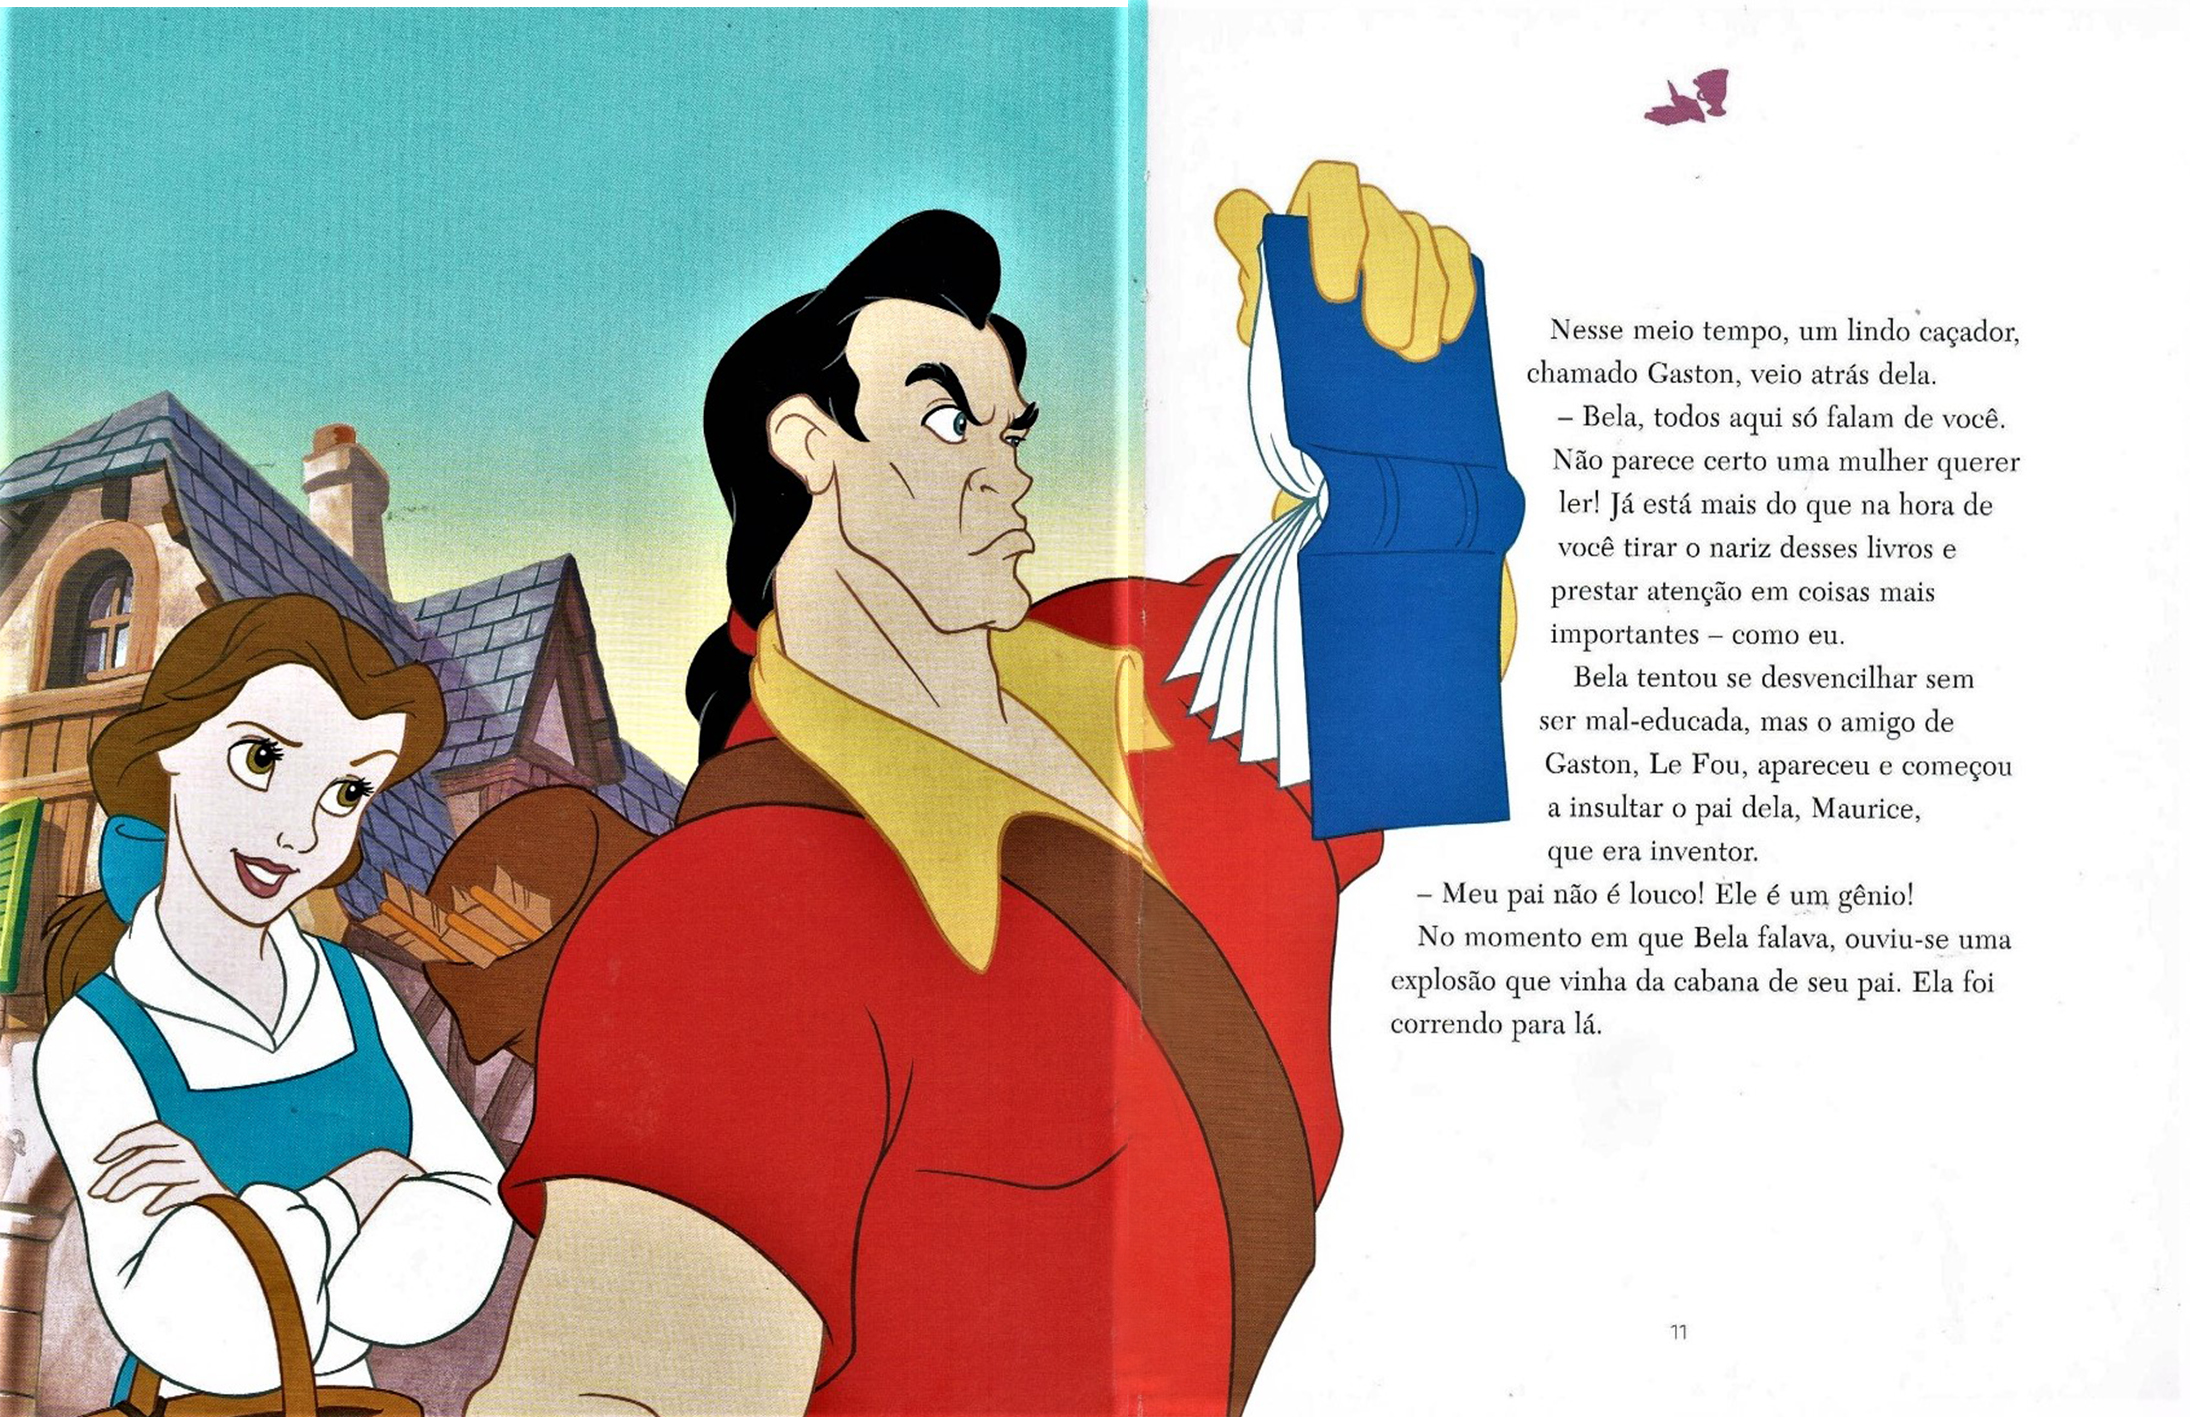 Nesse meio tempo, um lindo caçador,
chamado Gaston, veio atrás dela.
– Bela, todos aqui só falam de você.
Não parece certo uma mulher querer
ler! Já está mais do que na hora de
você tirar o nariz desses livros e
prestar atenção em coisas mais
importantes – como eu.
Bela tentou se desvencilhar sem
ser mal-educada, mas o amigo de
Gaston, Le Fou, apareceu e começou
a insultar o pai dela, Maurice,
que era inventor.
– Meu pai não é louco! Ele é um gênio!
No momento em que Bela falava, ouviu-se uma
explosão que vinha da cabana de seu pai. Ela foi
correndo para lá.
11